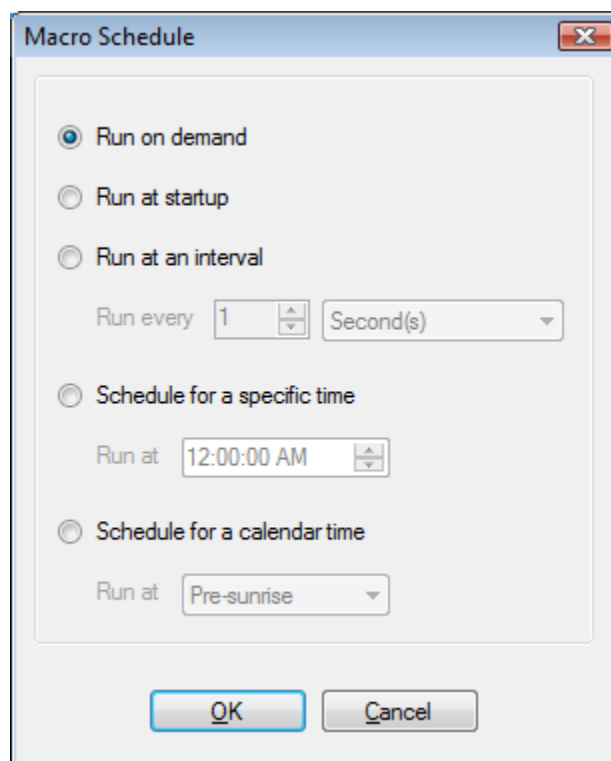 Macro Schedule
Run on demand
Run at startup
Run at an interval
Run every 1 Second(s)
Schedule for a specific time
Run at 12:00:00 AM
Schedule for a calendar time
Run at Pre-sunrise
OK Cancel